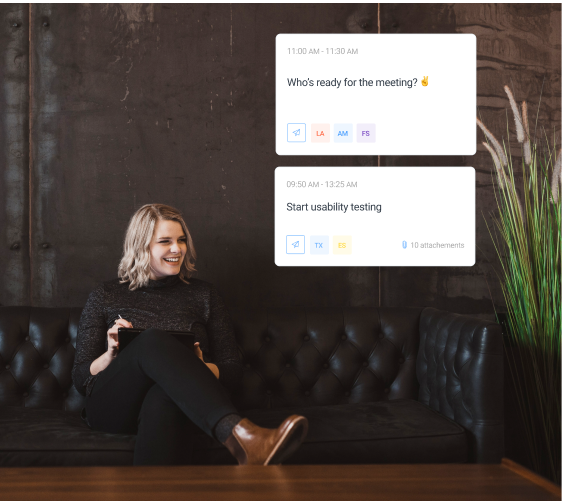 11:00 AM - 11:30 AM
Who's ready for the meeting? ✌
LA AM FS
09:50 AM - 13:25 AM
Start usability testing
TX ES 10 attachements